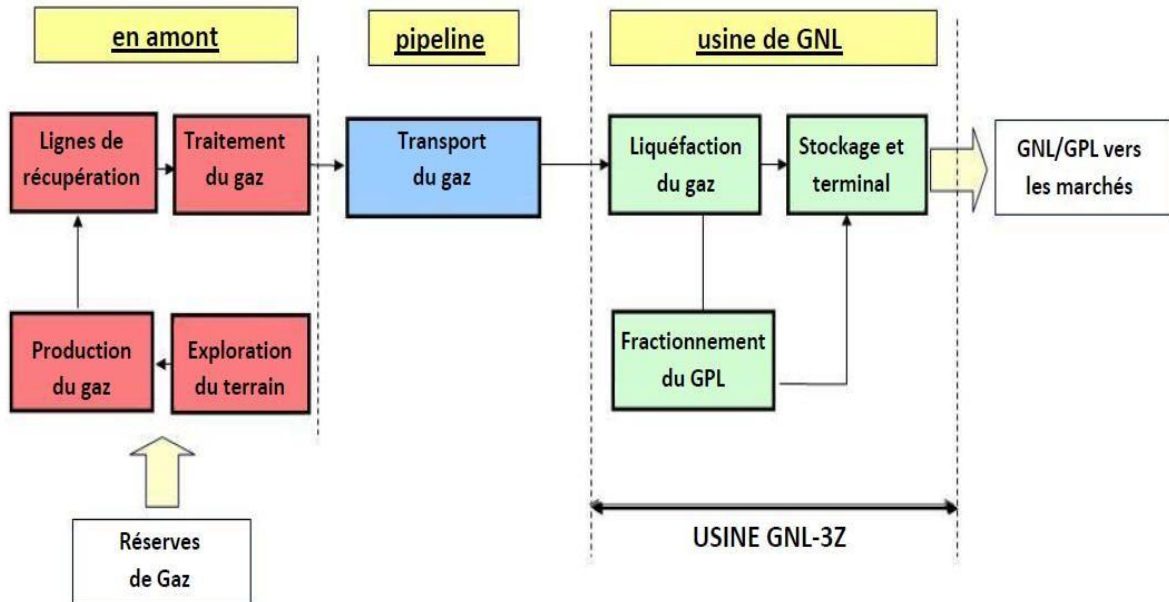 en amont
pipeline
usine de GNL
Lignes de
récupération
Traitement
du gaz
Transport
du gaz
Liquéfaction
du gaz
Stockage et
terminal
GNL/GPL vers
les marchés
Production
du gaz
Exploration
du terrain
Fractionnement
du GPL
Réserves
de Gaz
USINE GNL-3Z